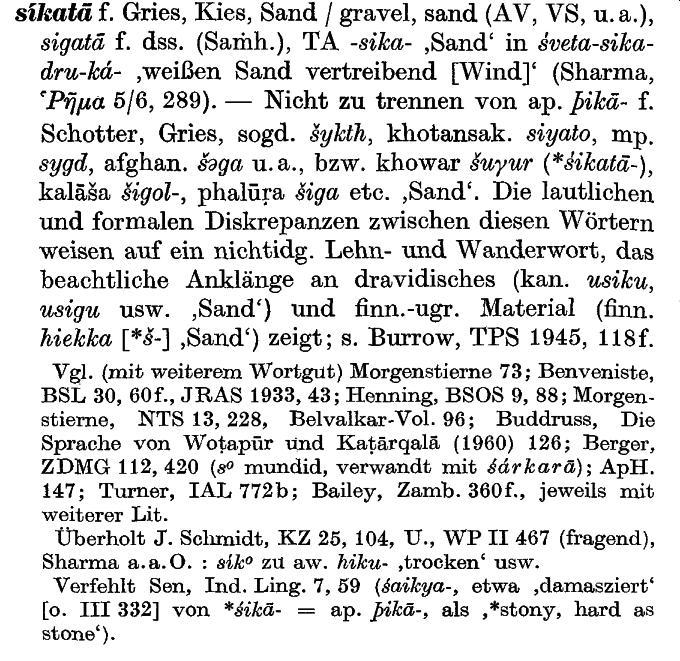 síkatā f. Gries, Kies, Sand / gravel, sand (AV, VS, u. a.),
sigatā f. dss. (Saṁh.), TA -sika- ‚Sand‘ in śveta-sika-
dru-ká- ‚weißen Sand vertreibend [Wind]‘ (Sharma,
Ῥῆμα 5/6, 289). — Nicht zu trennen von ap. þikā- f.
Schotter, Gries, sogd. šykth, khotansak. siyato, mp.
sygd, afghan. šəga u. a., bzw. khowar šuγur (*śikatā-),
kalāša šigol-, phalūṛa šiga etc. ‚Sand‘. Die lautlichen
und formalen Diskrepanzen zwischen diesen Wörtern
weisen auf ein nichtidg. Lehn- und Wanderwort, das
beachtliche Anklänge an dravidisches (kan. usiku,
usigu usw. ‚Sand‘) und finn.-ugr. Material (finn.
hiekka [*š-] ‚Sand‘) zeigt; s. Burrow, TPS 1945, 118f.
Vgl. (mit weiterem Wortgut) Morgenstierne 73; Benveniste,
BSL 30, 60f., JRAS 1933, 43; Henning, BSOS 9, 88; Morgen-
stierne, NTS 13, 228, Belvalkar-Vol. 96; Buddruss, Die
Sprache von Woṭapūr und Kaṭārqalā (1960) 126; Berger,
ZDMG 112, 420 (sº mundid, verwandt mit śárkarā); ApH.
147; Turner, IAL 772b; Bailey, Zamb. 360f., jeweils mit
weiterer Lit.
Überholt J. Schmidt, KZ 25, 104, U., WP II 467 (fragend),
Sharma a. a. O. : síkº zu aw. hiku- ‚trocken‘ usw.
Verfehlt Sen, Ind. Ling. 7, 59 (śaikya-, etwa ‚damasziert‘
[o. III 332] von *śikā- = ap. þikā-, als ‚*stony, hard as
stone‘).